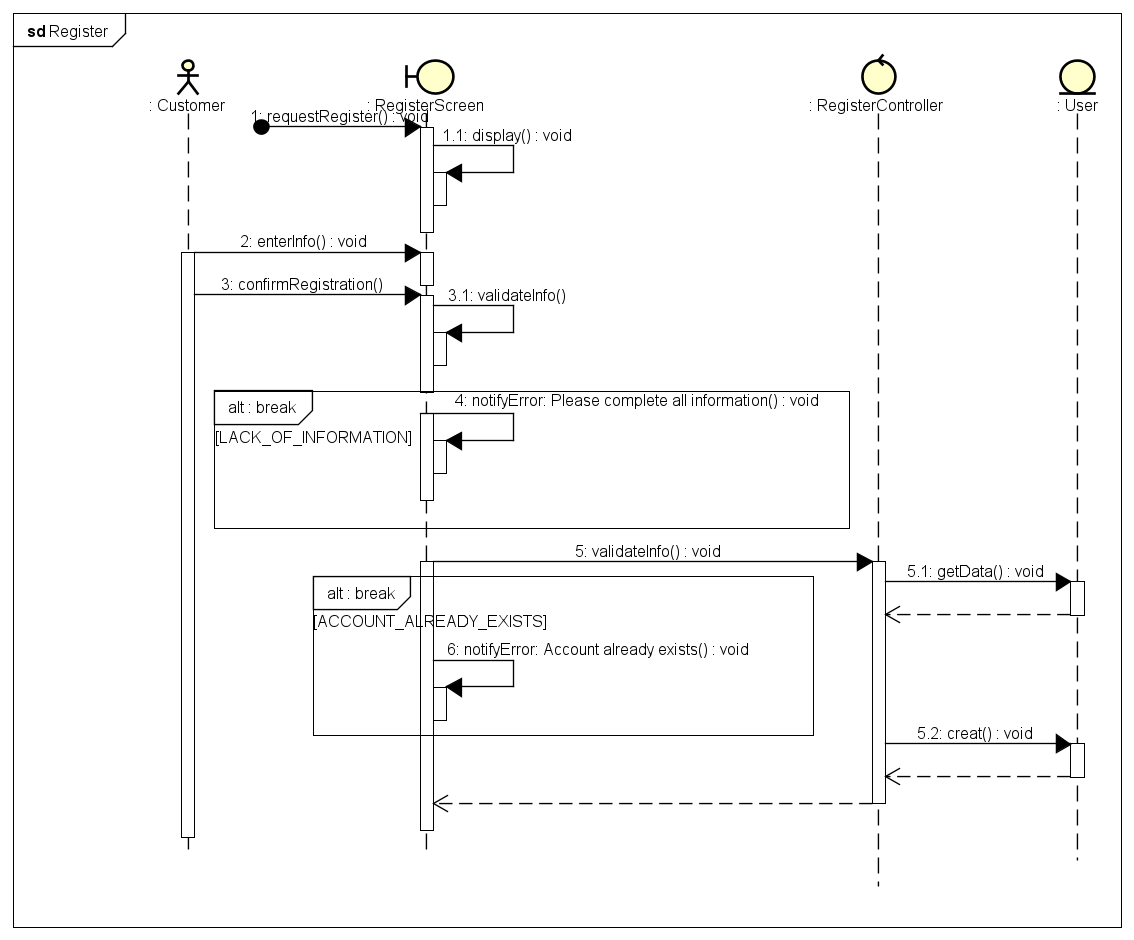 sd Register
: Customer
: RegisterScreen
: RegisterController
: User
1: requestRegister() : void
1.1: display() : void
2: enterInfo() : void
3: confirmRegistration()
3.1: validateInfo()
alt : break
4: notifyError: Please complete all information() : void
[LACK_OF_INFORMATION]
5: validateInfo() : void
5.1: getData() : void
alt : break
[ACCOUNT_ALREADY_EXISTS]
6: notifyError: Account already exists() : void
5.2: creat() : void